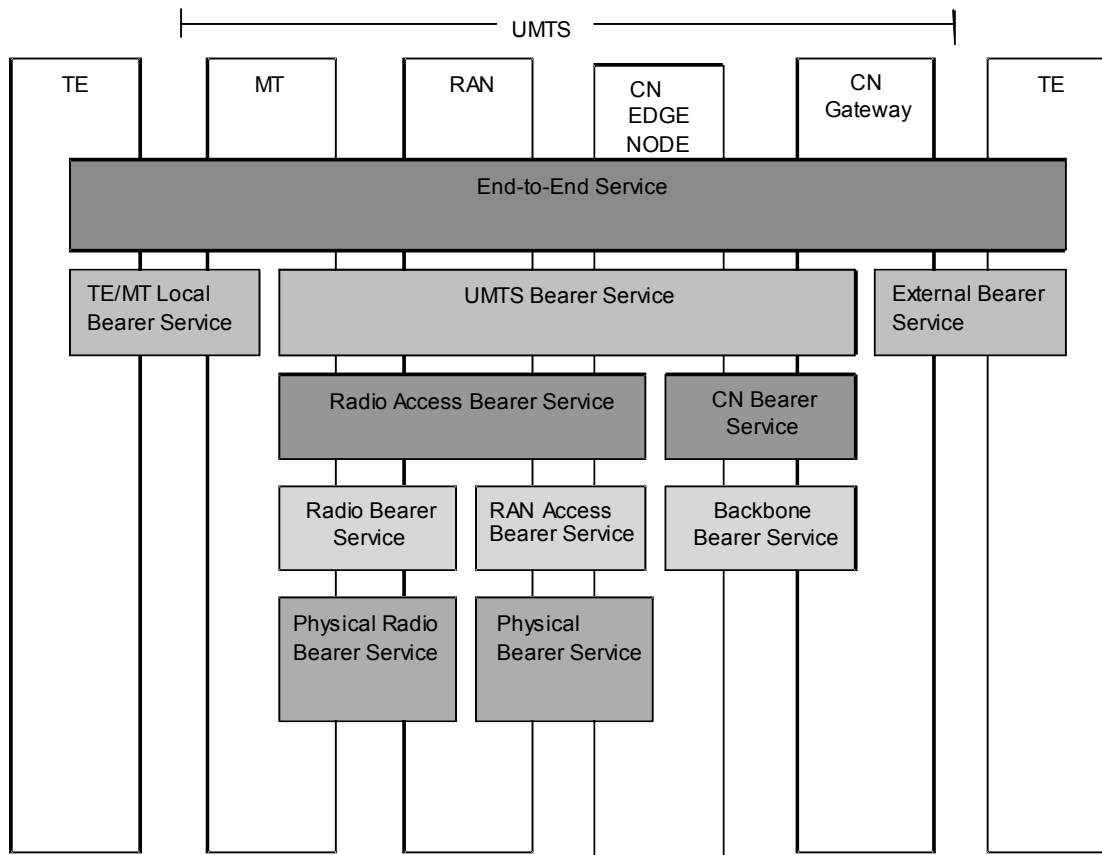 UMTS
TE
MT
RAN
CN
EDGE
NODE
CN
Gateway
TE
End-to-End Service
TE/MT Local
Bearer Service
UMTS Bearer Service
External Bearer
Service
Radio Access Bearer Service
CN Bearer
Service
Radio Bearer
Service
RAN Access
Bearer Service
Backbone
Bearer Service
Physical Radio
Bearer Service
Physical
Bearer Service